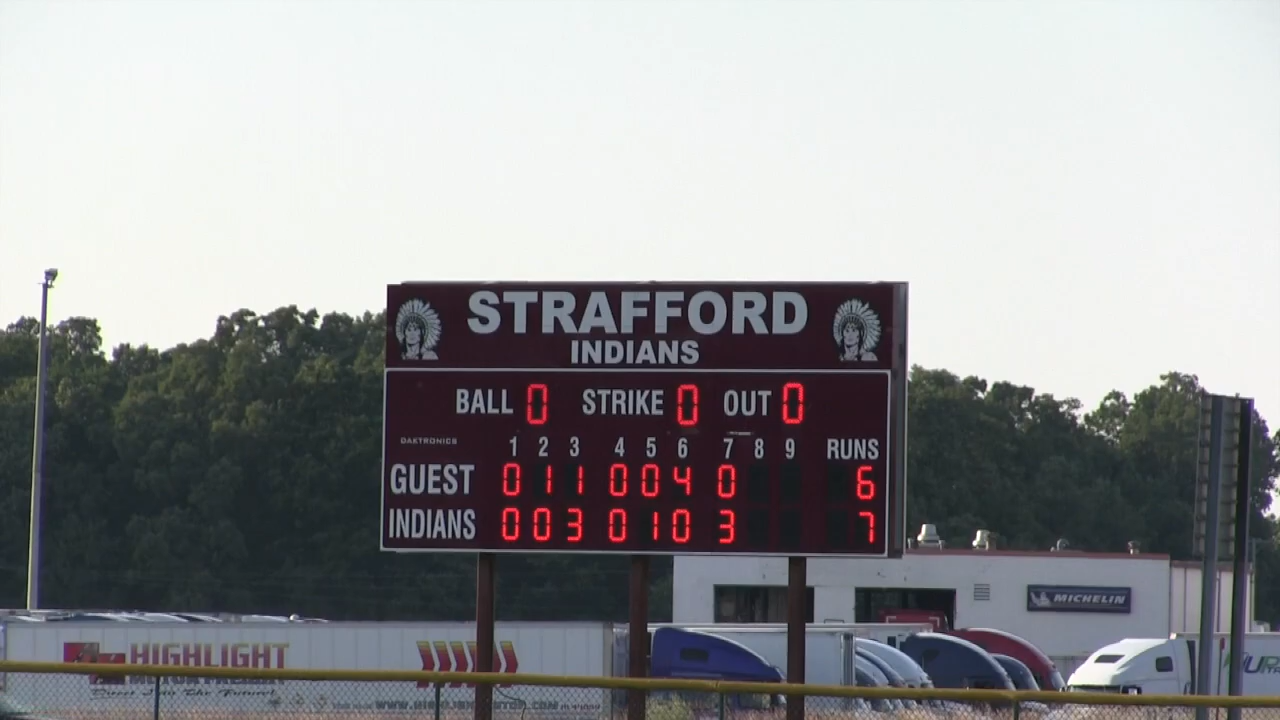 STRAFFORD
INDIANS
BALL 0 STRIKE 0 OUT 0
DAKTRONICS 1 2 3 4 5 6 7 8 9 RUNS
GUEST 0 1 1 0 0 4 0 6
INDIANS 0 0 3 0 1 0 3 7
MICHELIN
HIGHLIGHT